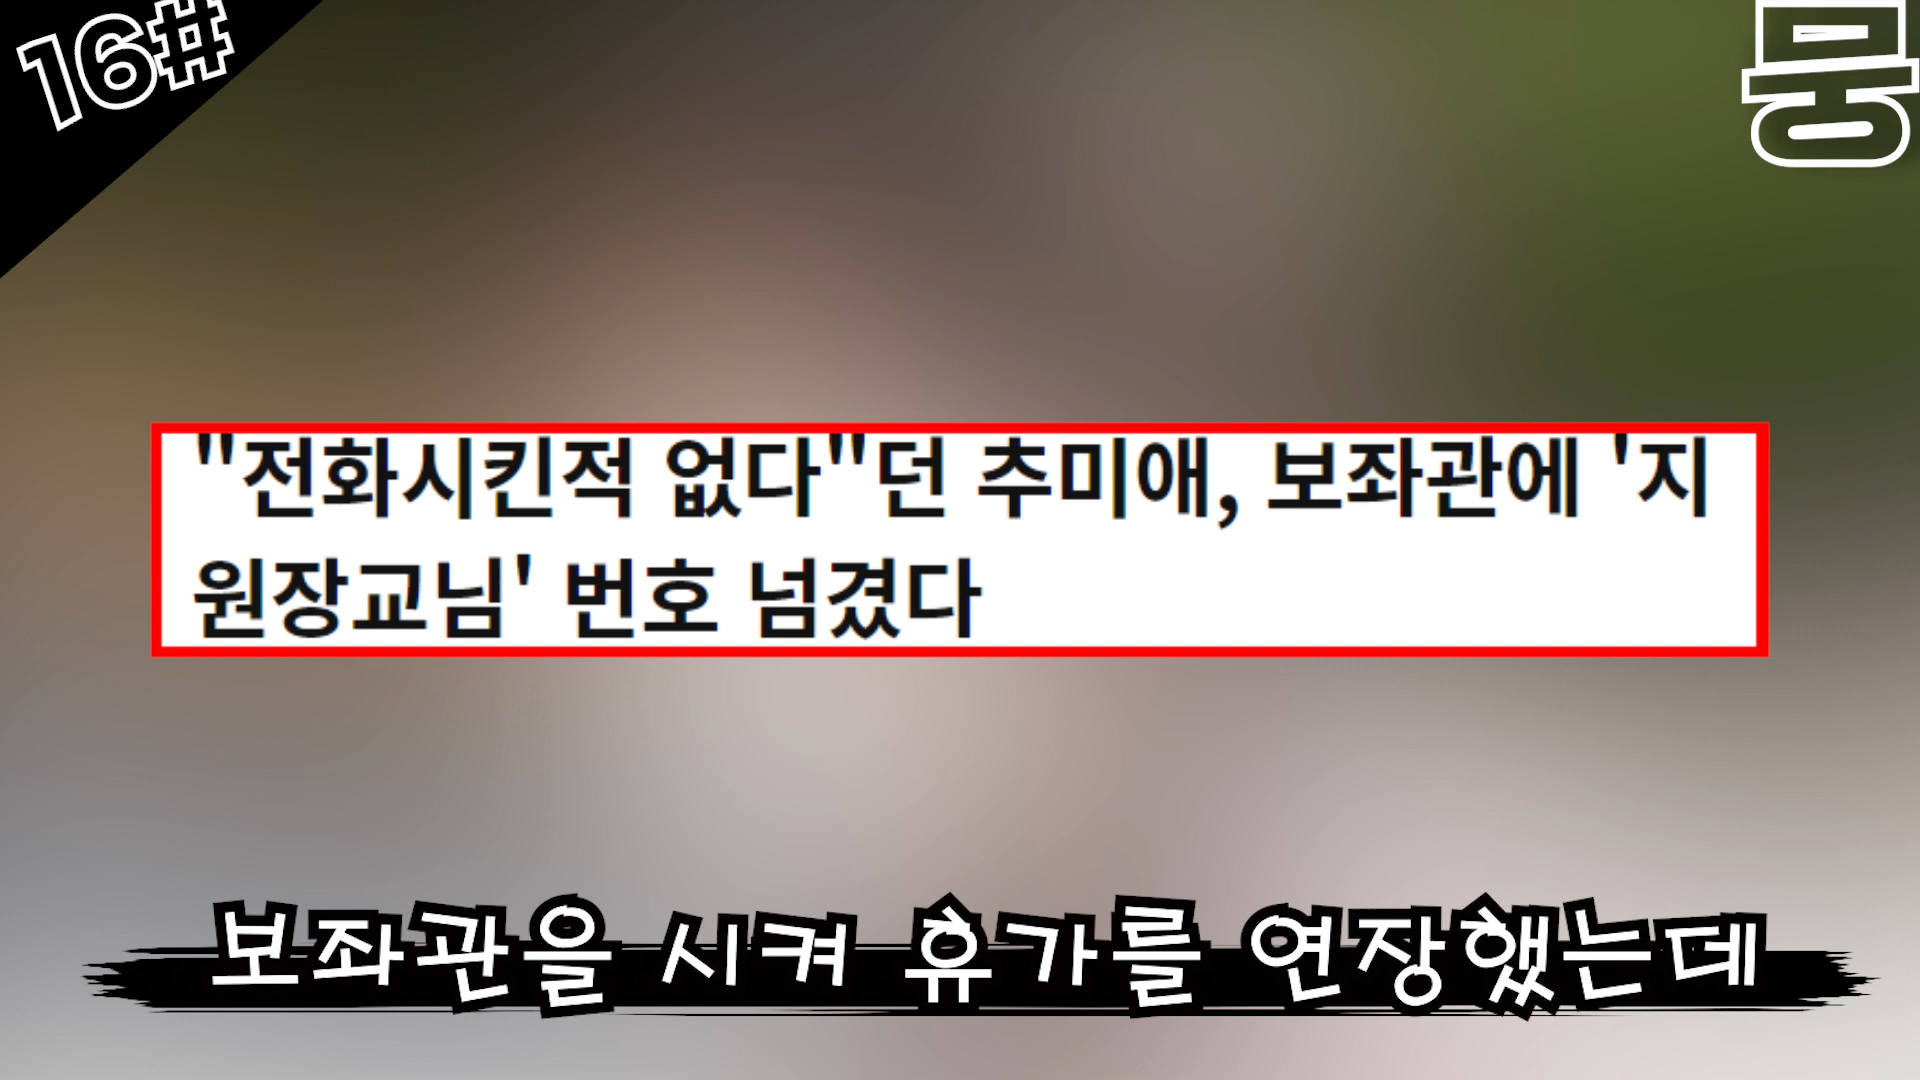 16#
뭉
"전화시킨적 없다"던 추미애, 보좌관에 '지
원장교님' 번호 넘겼다
보좌관을 시켜 휴가를 연장했는데